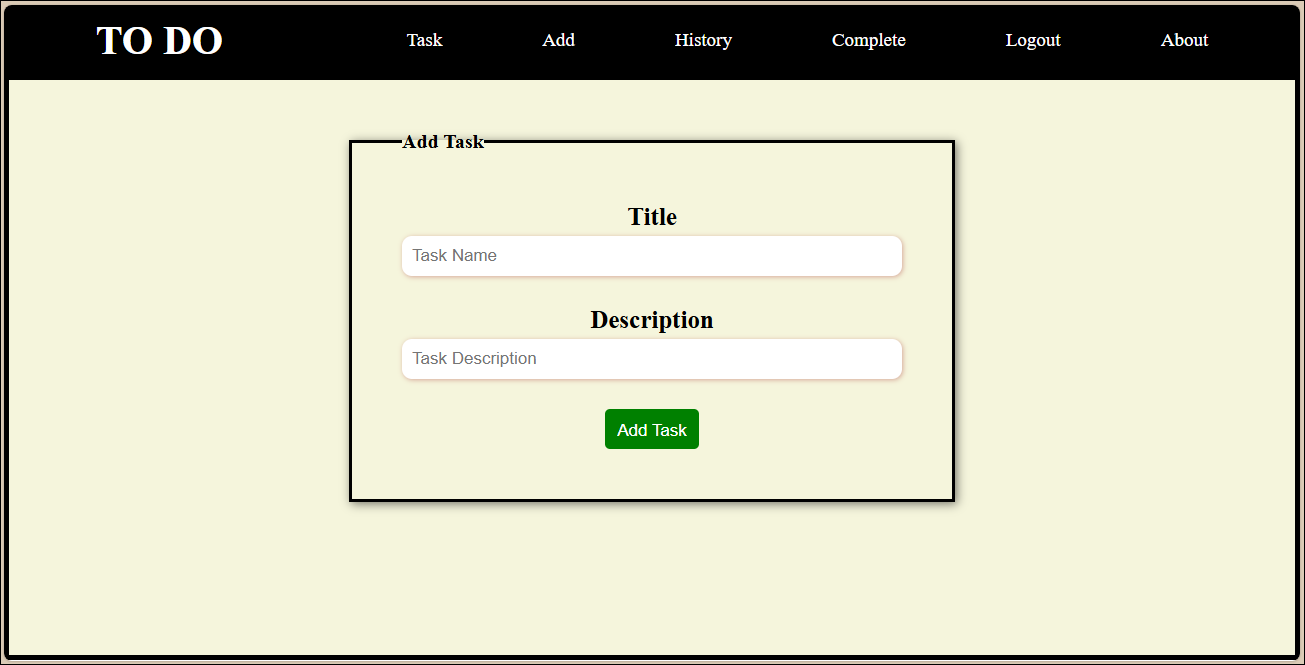 TO DO Task Add History Complete Logout About
Add Task
Title
Task Name
Description
Task Description
Add Task